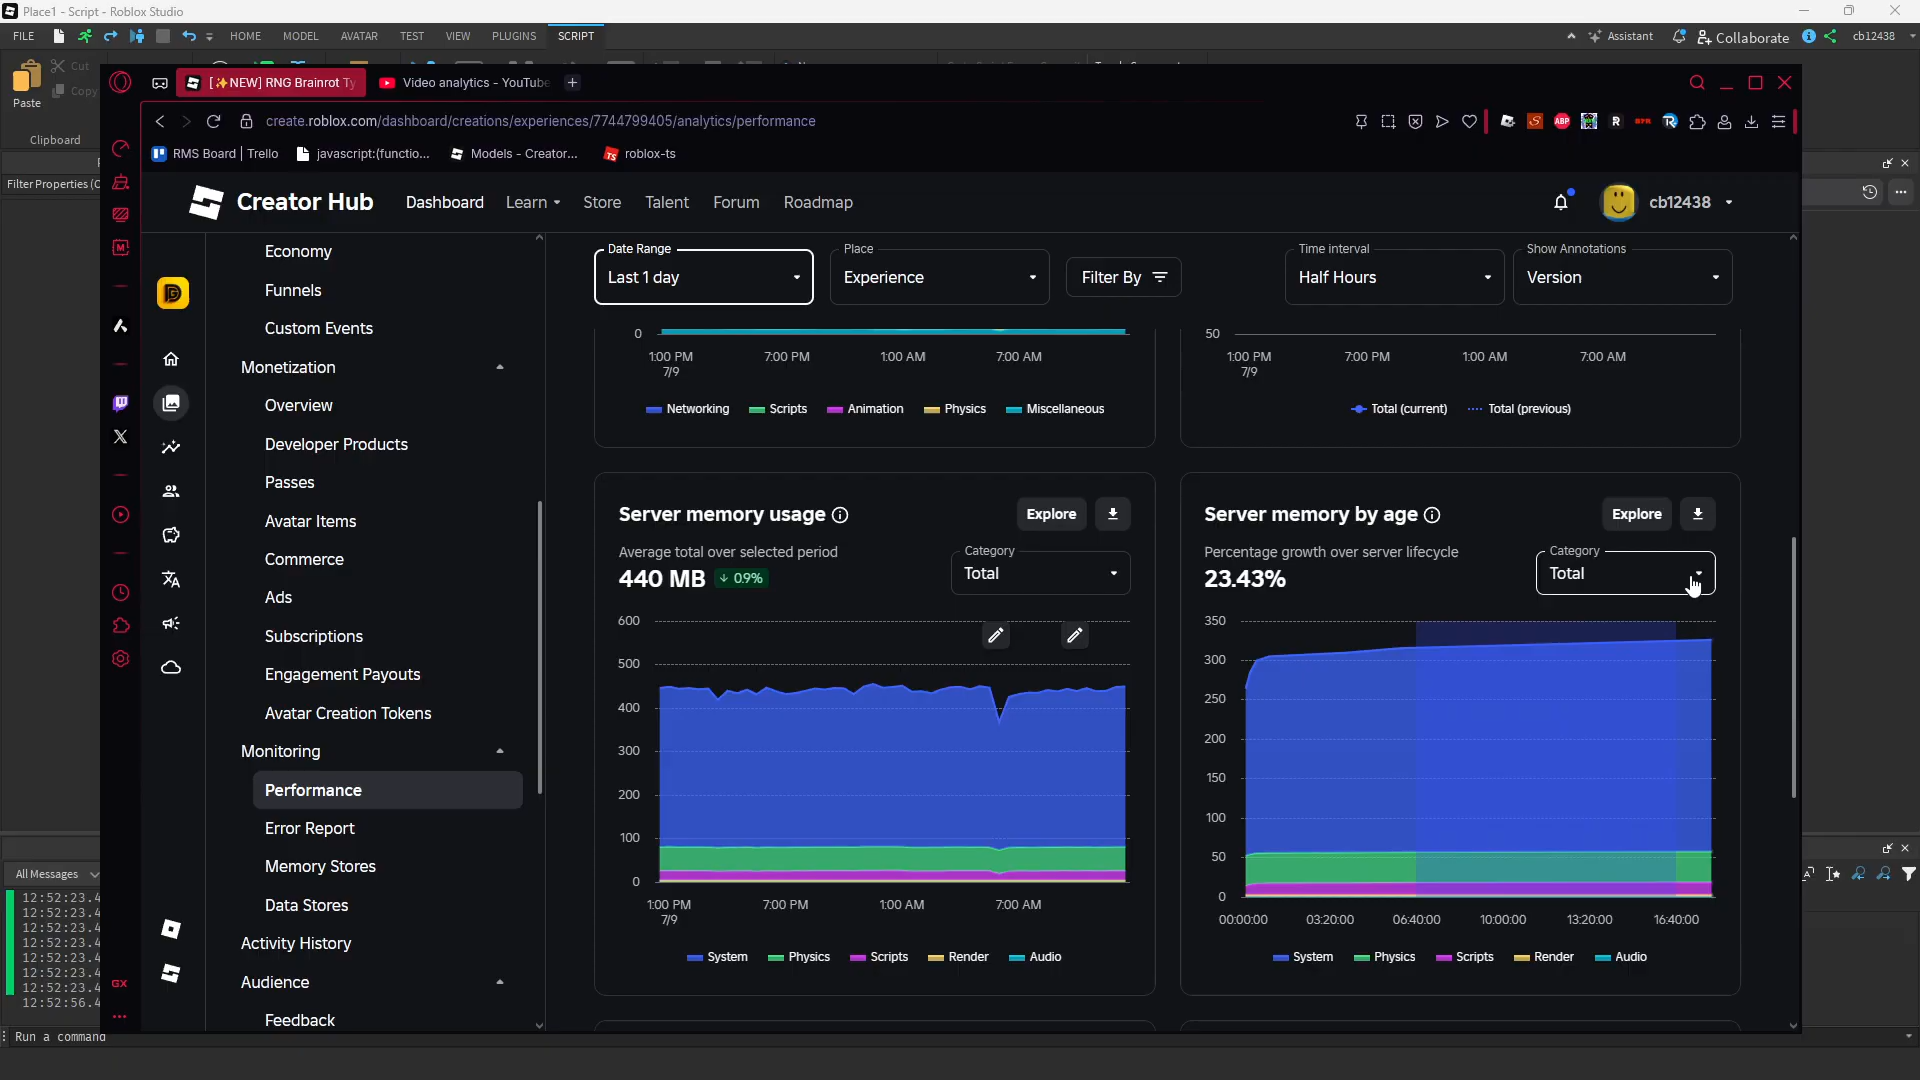 Place1 - Script - Roblox Studio
FILE HOME MODEL AVATAR TEST VIEW PLUGINS SCRIPT Assistant Collaborate cb12438
Cut
Copy
Paste
Clipboard
[✨NEW] RNG Brainrot Ty Video analytics - YouTube
create.roblox.com/dashboard/creations/experiences/7744799405/analytics/performance
RMS Board | Trello javascript:(functio... Models - Creator... roblox-ts
Filter Properties (C
Creator Hub Dashboard Learn Store Talent Forum Roadmap cb12438
Economy
Funnels
Custom Events
Monetization
Overview
Developer Products
Passes
Avatar Items
Commerce
Ads
Subscriptions
Engagement Payouts
Avatar Creation Tokens
Monitoring
Performance
Error Report
Memory Stores
Data Stores
Activity History
Audience
Feedback
Date Range
Last 1 day
Place
Experience
Filter By
Time interval
Half Hours
Show Annotations
Version
0
1:00 PM 7:00 PM 1:00 AM 7:00 AM
7/9
Networking Scripts Animation Physics Miscellaneous
50
1:00 PM 7:00 PM 1:00 AM 7:00 AM
7/9
Total (current) Total (previous)
Server memory usage Explore
Average total over selected period
440 MB ↓ 0.9%
Category
Total
600
500
400
300
200
100
0
1:00 PM 7:00 PM 1:00 AM 7:00 AM
7/9
System Physics Scripts Render Audio
Server memory by age Explore
Percentage growth over server lifecycle
23.43%
Category
Total
350
300
250
200
150
100
50
0
00:00:00 03:20:00 06:40:00 10:00:00 13:20:00 16:40:00
System Physics Scripts Render Audio
All Messages
12:52:23.4
12:52:23.4
12:52:23.4
12:52:23.4
12:52:23.4
12:52:23.4
12:52:23.4
12:52:56.4
GX
Run a command